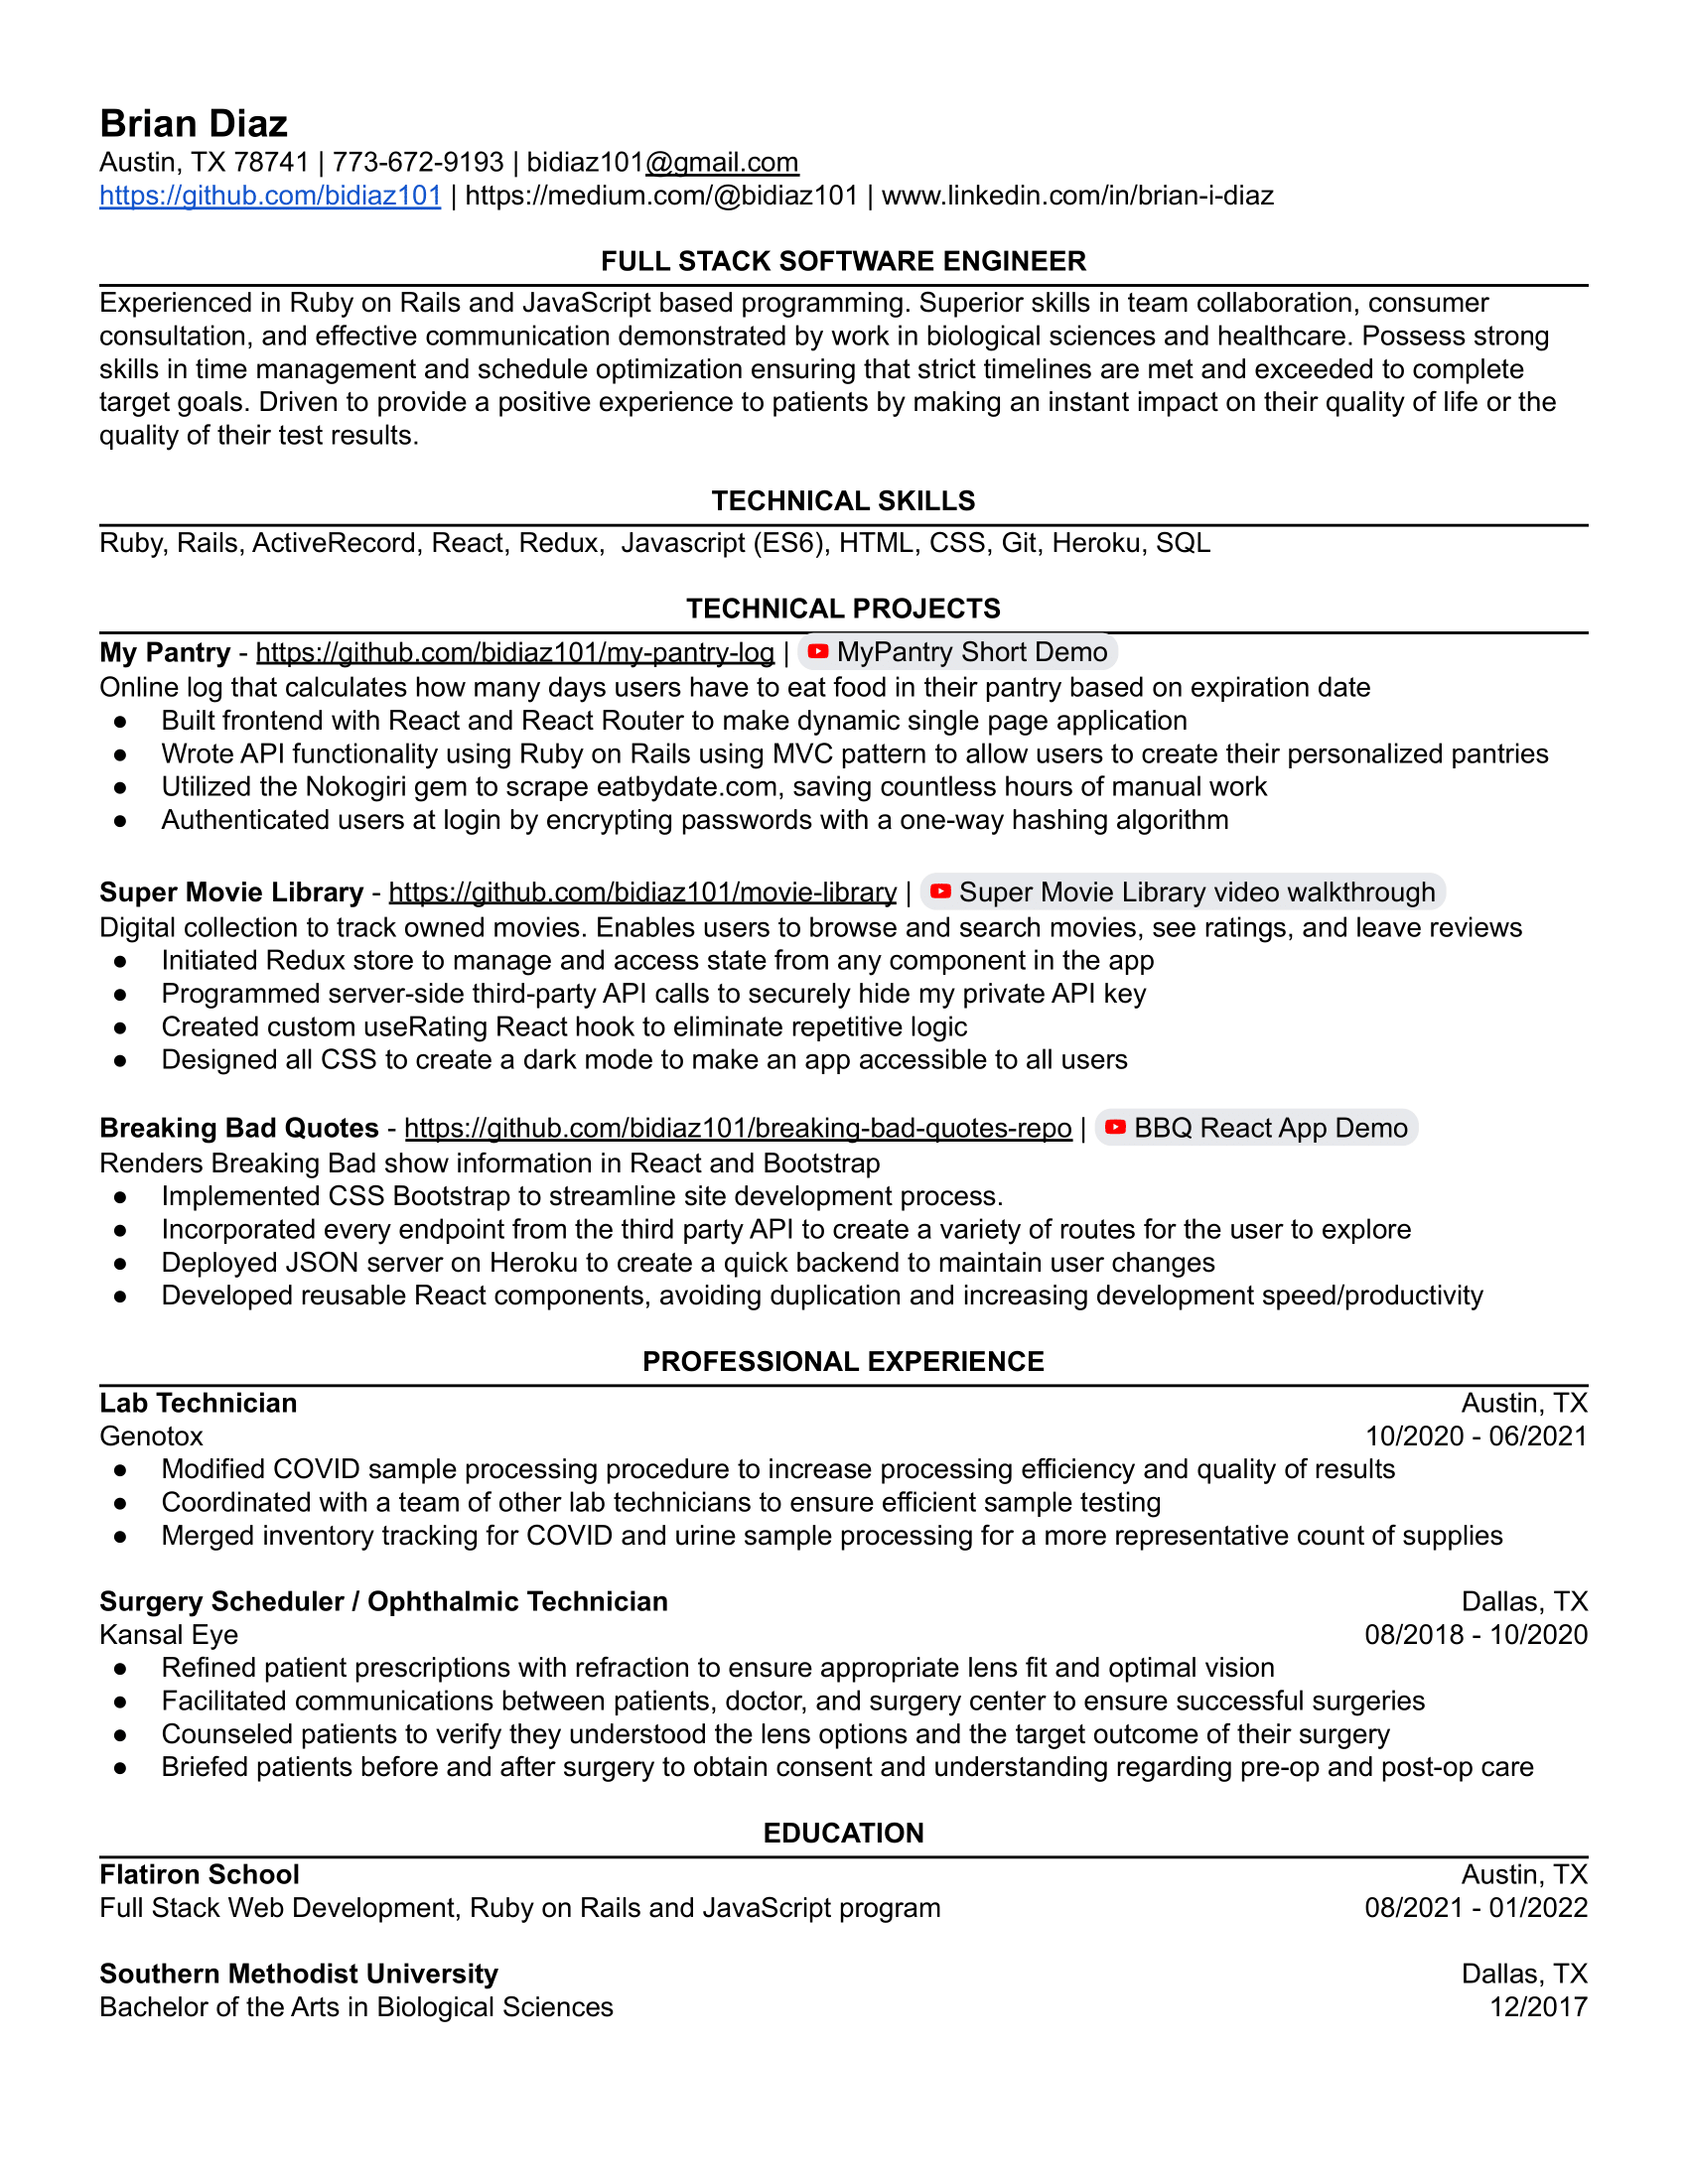 Brian Diaz
Austin, TX 78741 | 773-672-9193 | bidiaz101@gmail.com
https://github.com/bidiaz101 | https://medium.com/@bidiaz101 | www.linkedin.com/in/brian-i-diaz
FULL STACK SOFTWARE ENGINEER
Experienced in Ruby on Rails and JavaScript based programming. Superior skills in team collaboration, consumer
consultation, and effective communication demonstrated by work in biological sciences and healthcare. Possess strong
skills in time management and schedule optimization ensuring that strict timelines are met and exceeded to complete
target goals. Driven to provide a positive experience to patients by making an instant impact on their quality of life or the
quality of their test results.
TECHNICAL SKILLS
Ruby, Rails, ActiveRecord, React, Redux,  Javascript (ES6), HTML, CSS, Git, Heroku, SQL
TECHNICAL PROJECTS
My Pantry - https://github.com/bidiaz101/my-pantry-log | MyPantry Short Demo
Online log that calculates how many days users have to eat food in their pantry based on expiration date
● Built frontend with React and React Router to make dynamic single page application
● Wrote API functionality using Ruby on Rails using MVC pattern to allow users to create their personalized pantries
● Utilized the Nokogiri gem to scrape eatbydate.com, saving countless hours of manual work
● Authenticated users at login by encrypting passwords with a one-way hashing algorithm
Super Movie Library - https://github.com/bidiaz101/movie-library | Super Movie Library video walkthrough
Digital collection to track owned movies. Enables users to browse and search movies, see ratings, and leave reviews
● Initiated Redux store to manage and access state from any component in the app
● Programmed server-side third-party API calls to securely hide my private API key
● Created custom useRating React hook to eliminate repetitive logic
● Designed all CSS to create a dark mode to make an app accessible to all users
Breaking Bad Quotes - https://github.com/bidiaz101/breaking-bad-quotes-repo | BBQ React App Demo
Renders Breaking Bad show information in React and Bootstrap
● Implemented CSS Bootstrap to streamline site development process.
● Incorporated every endpoint from the third party API to create a variety of routes for the user to explore
● Deployed JSON server on Heroku to create a quick backend to maintain user changes
● Developed reusable React components, avoiding duplication and increasing development speed/productivity
PROFESSIONAL EXPERIENCE
Lab Technician Austin, TX
Genotox 10/2020 - 06/2021
● Modified COVID sample processing procedure to increase processing efficiency and quality of results
● Coordinated with a team of other lab technicians to ensure efficient sample testing
● Merged inventory tracking for COVID and urine sample processing for a more representative count of supplies
Surgery Scheduler / Ophthalmic Technician Dallas, TX
Kansal Eye 08/2018 - 10/2020
● Refined patient prescriptions with refraction to ensure appropriate lens fit and optimal vision
● Facilitated communications between patients, doctor, and surgery center to ensure successful surgeries
● Counseled patients to verify they understood the lens options and the target outcome of their surgery
● Briefed patients before and after surgery to obtain consent and understanding regarding pre-op and post-op care
EDUCATION
Flatiron School Austin, TX
Full Stack Web Development, Ruby on Rails and JavaScript program 08/2021 - 01/2022
Southern Methodist University Dallas, TX
Bachelor of the Arts in Biological Sciences 12/2017